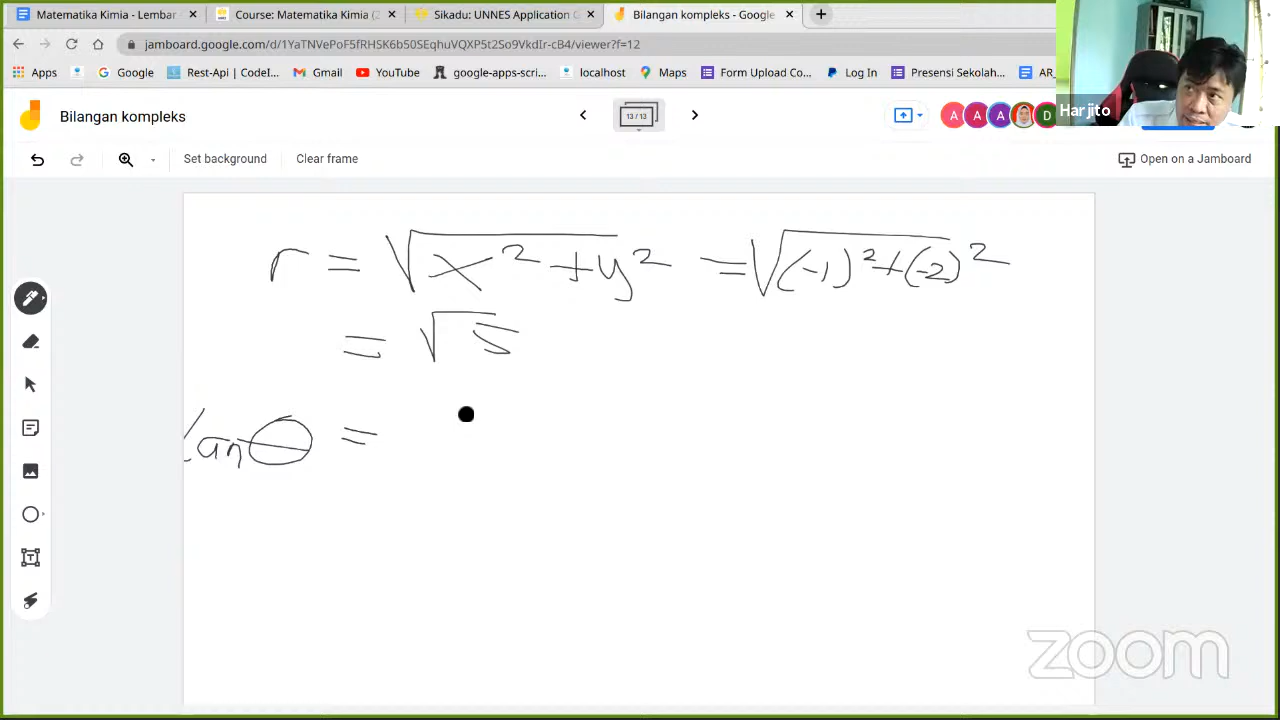 Matematika Kimia - Lembar
Course: Matematika Kimia (2
Sikadu: UNNES Application G
Bilangan kompleks - Google
jamboard.google.com/d/1YaTNVePoF5fRHSK6b50SEqhuVQXP5t2So9VkdIr-cB4/viewer?f=12
Apps
Google
Rest-Api | CodeI...
Gmail
YouTube
google-apps-scri...
localhost
Maps
Form Upload Co...
Log In
Presensi Sekolah...
AR_
Harjito
Bilangan kompleks
13 / 13
A A A D
Set background
Clear frame
Open on a Jamboard
r = √x²+y² = √(-1)²+(-2)²
= √5
tan θ =
zoom